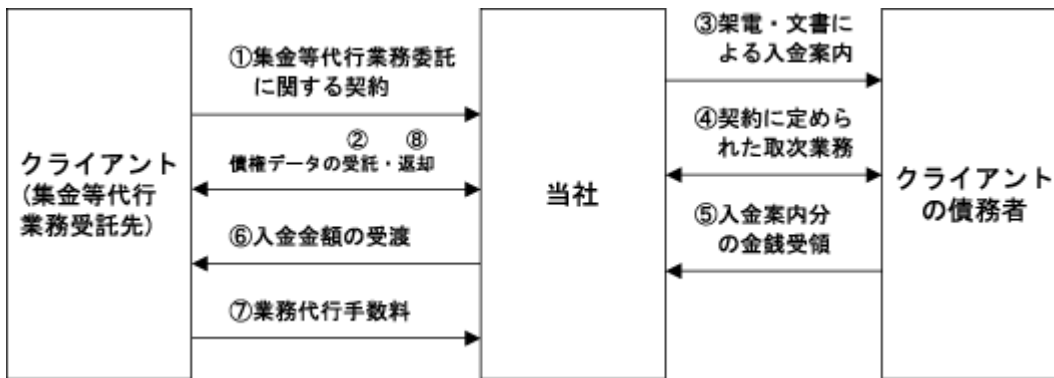 クライアント
(集金等代行
業務受託先)
①集金等代行業務委託
に関する契約
② ⑧
債権データの受託・返却
⑥入金金額の受渡
⑦業務代行手数料
当社
③架電・文書に
よる入金案内
④契約に定めら
れた取次業務
⑤入金案内分
の金銭受領
クライアント
の債務者